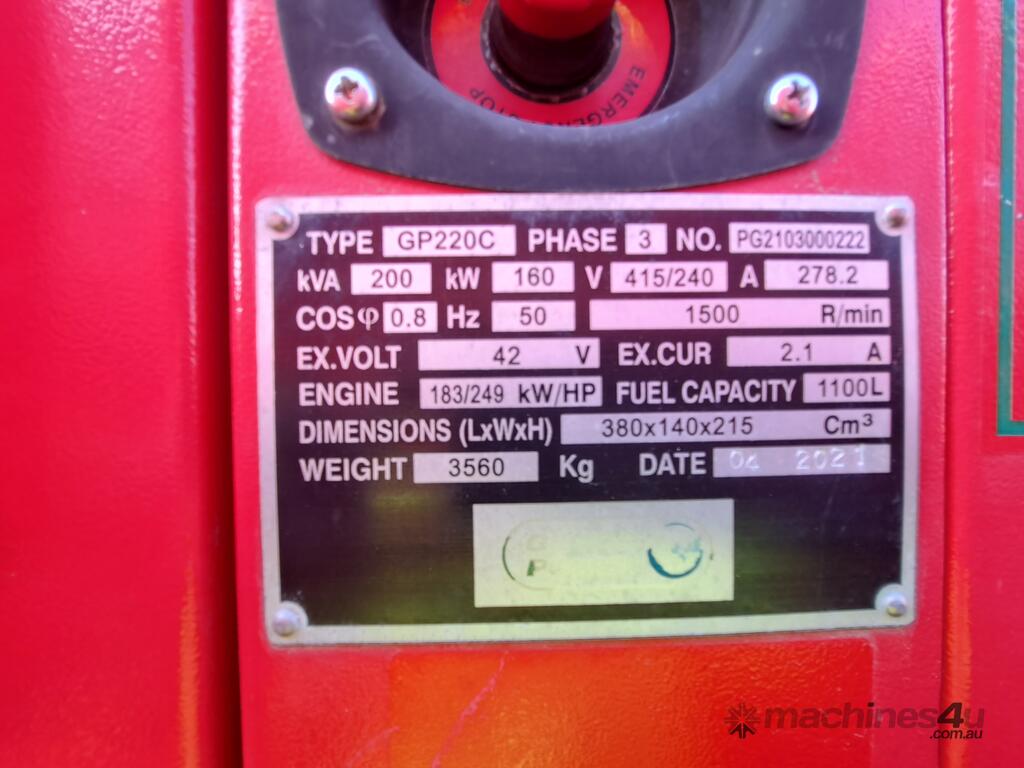 EMERGENCY STOP
TYPE GP220C PHASE 3 NO. PG2103000222
kVA 200 kW 160 V 415/240 A 278.2
COSφ 0.8 Hz 50 1500 R/min
EX.VOLT 42 V EX.CUR 2.1 A
ENGINE 183/249 kW/HP FUEL CAPACITY 1100L
DIMENSIONS (LxWxH) 380x140x215 Cm³
WEIGHT 3560 Kg DATE 04 2021
machines4u
.com.au